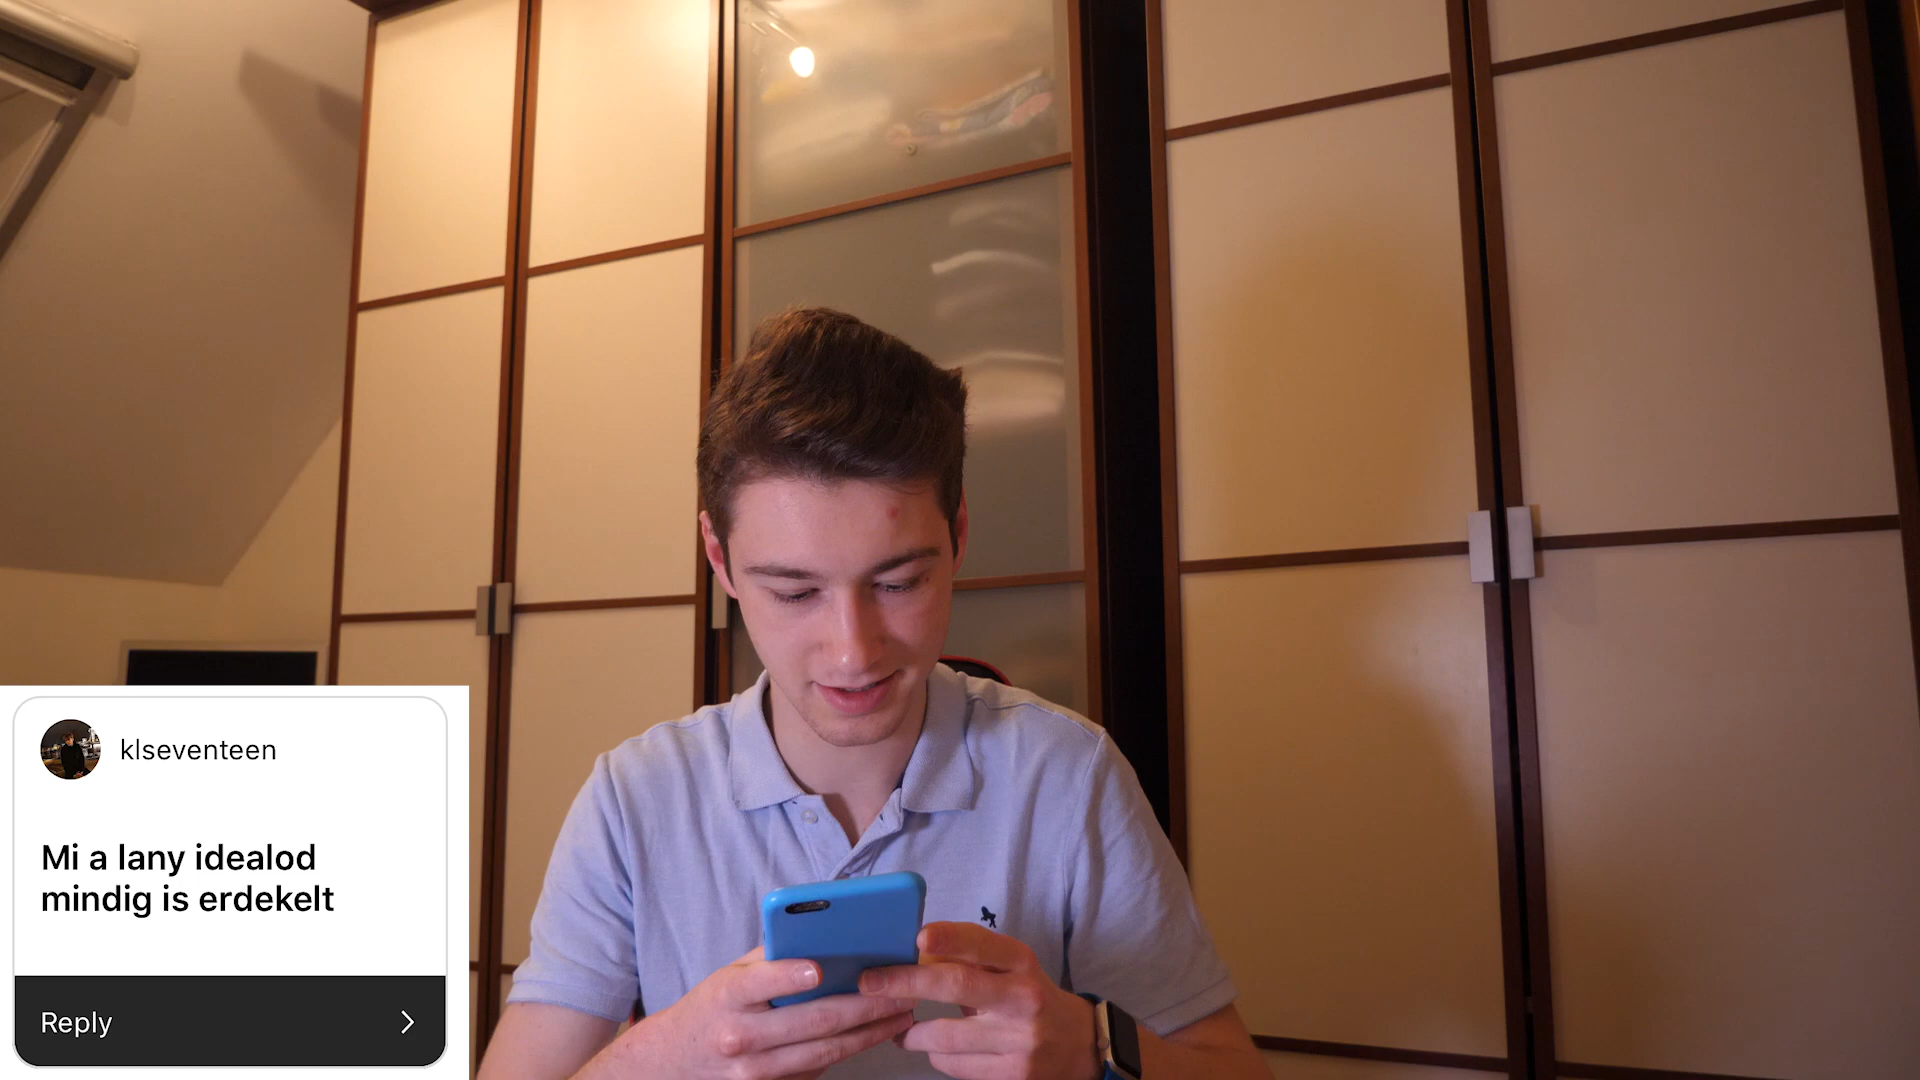 klseventeen
Mi a lany idealod
mindig is erdekelt
Reply